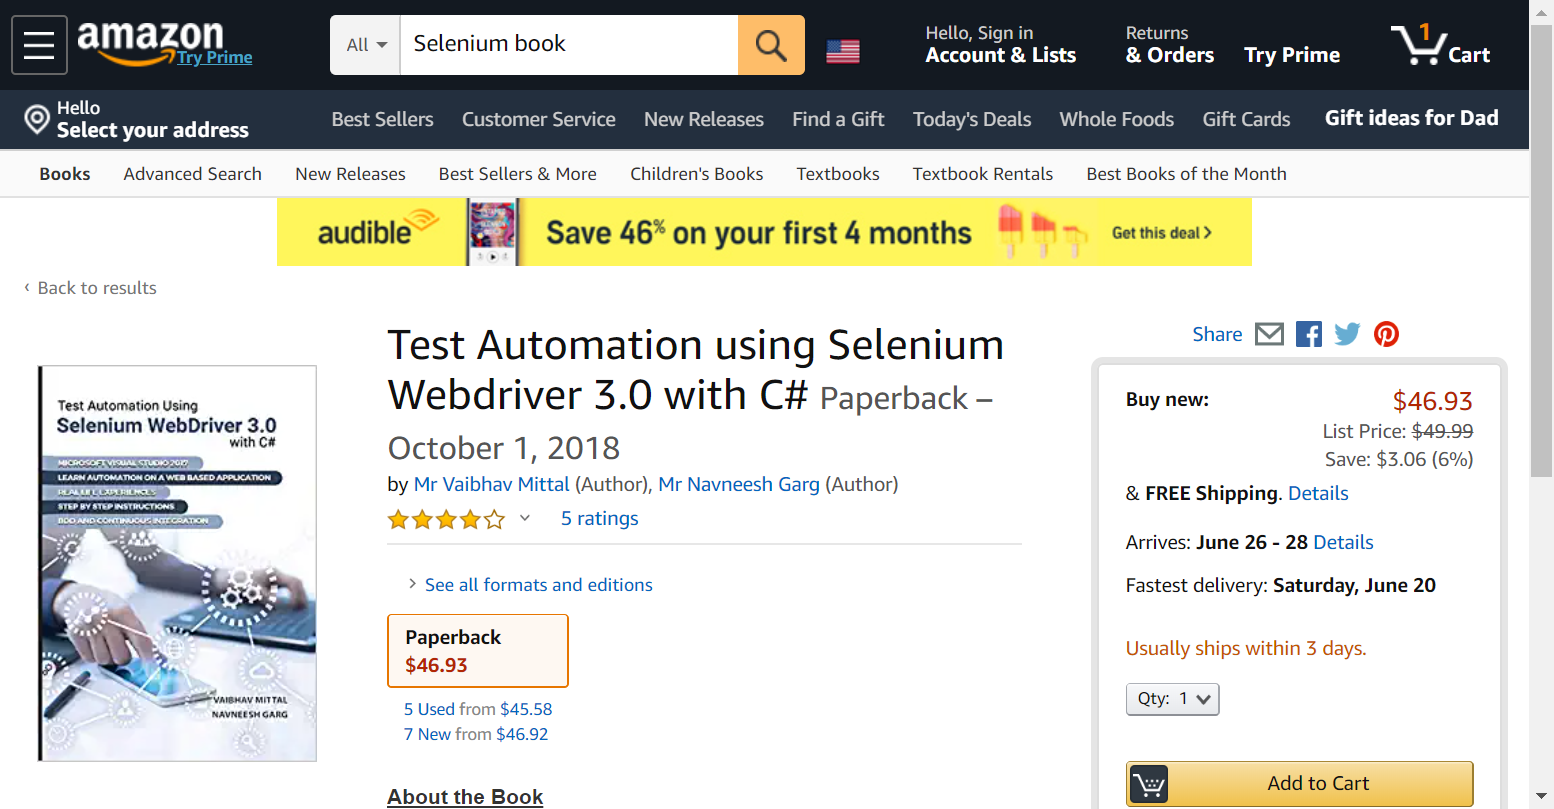 amazon
Try Prime
All
Selenium book
Hello, Sign in
Account & Lists
Returns
& Orders
Try Prime
1
Cart
Hello
Select your address
Best Sellers
Customer Service
New Releases
Find a Gift
Today's Deals
Whole Foods
Gift Cards
Gift ideas for Dad
Books
Advanced Search
New Releases
Best Sellers & More
Children's Books
Textbooks
Textbook Rentals
Best Books of the Month
audible
Save 46% on your first 4 months
Get this deal >
‹ Back to results
Test Automation Using
Selenium WebDriver 3.0
with C#
MICROSOFT VISUAL STUDIO 2017
LEARN AUTOMATION ON A WEB BASED APPLICATION
REAL LIFE EXPERIENCES
STEP BY STEP INSTRUCTIONS
BDD AND CONTINUOUS INTEGRATION
VAIBHAV MITTAL
NAVNEESH GARG
Test Automation using Selenium
Webdriver 3.0 with C# Paperback –
October 1, 2018
by Mr Vaibhav Mittal (Author), Mr Navneesh Garg (Author)
5 ratings
See all formats and editions
Paperback
$46.93
5 Used from $45.58
7 New from $46.92
About the Book
Share
Buy new:
$46.93
List Price: $49.99
Save: $3.06 (6%)
& FREE Shipping. Details
Arrives: June 26 - 28 Details
Fastest delivery: Saturday, June 20
Usually ships within 3 days.
Qty: 1
Add to Cart